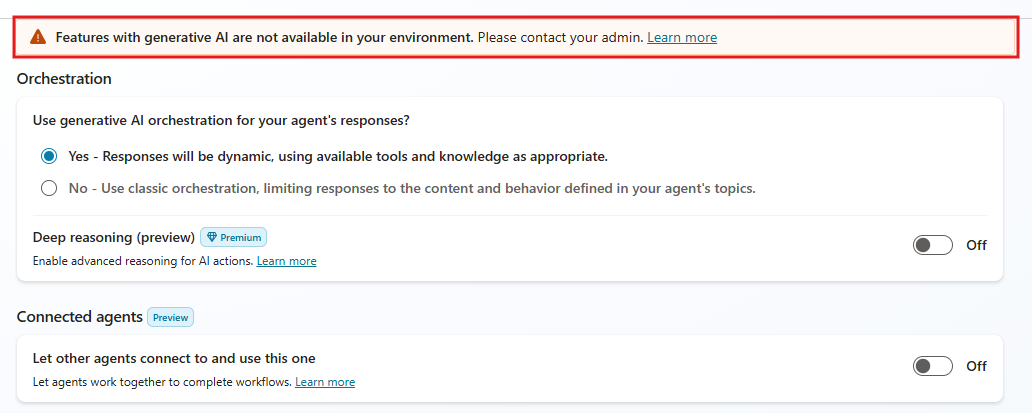 Features with generative AI are not available in your environment. Please contact your admin. Learn more
Orchestration
Use generative AI orchestration for your agent's responses?
Yes - Responses will be dynamic, using available tools and knowledge as appropriate.
No - Use classic orchestration, limiting responses to the content and behavior defined in your agent's topics.
Deep reasoning (preview) Premium
Off
Enable advanced reasoning for AI actions. Learn more
Connected agents Preview
Let other agents connect to and use this one
Off
Let agents work together to complete workflows. Learn more